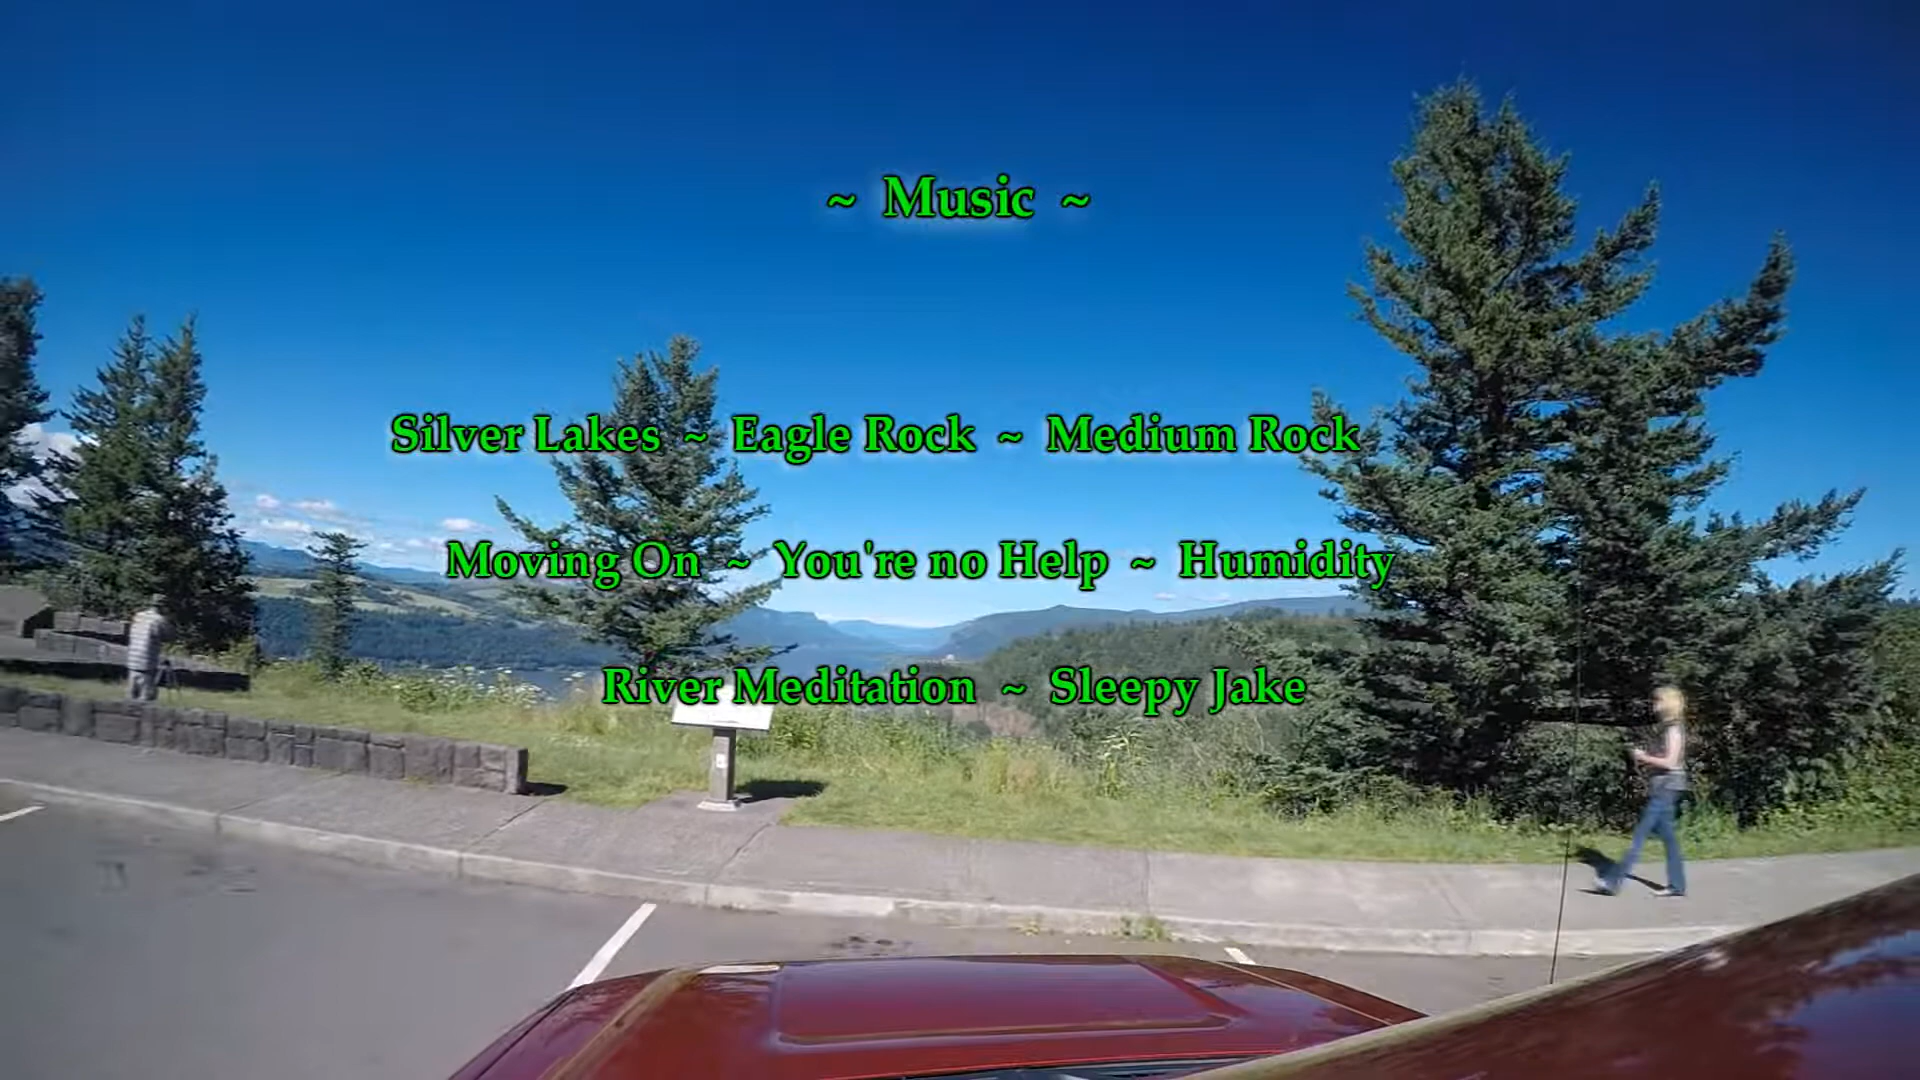 ~ Music ~
Silver Lakes ~ Eagle Rock ~ Medium Rock
Moving On ~ You're no Help ~ Humidity
River Meditation ~ Sleepy Jake